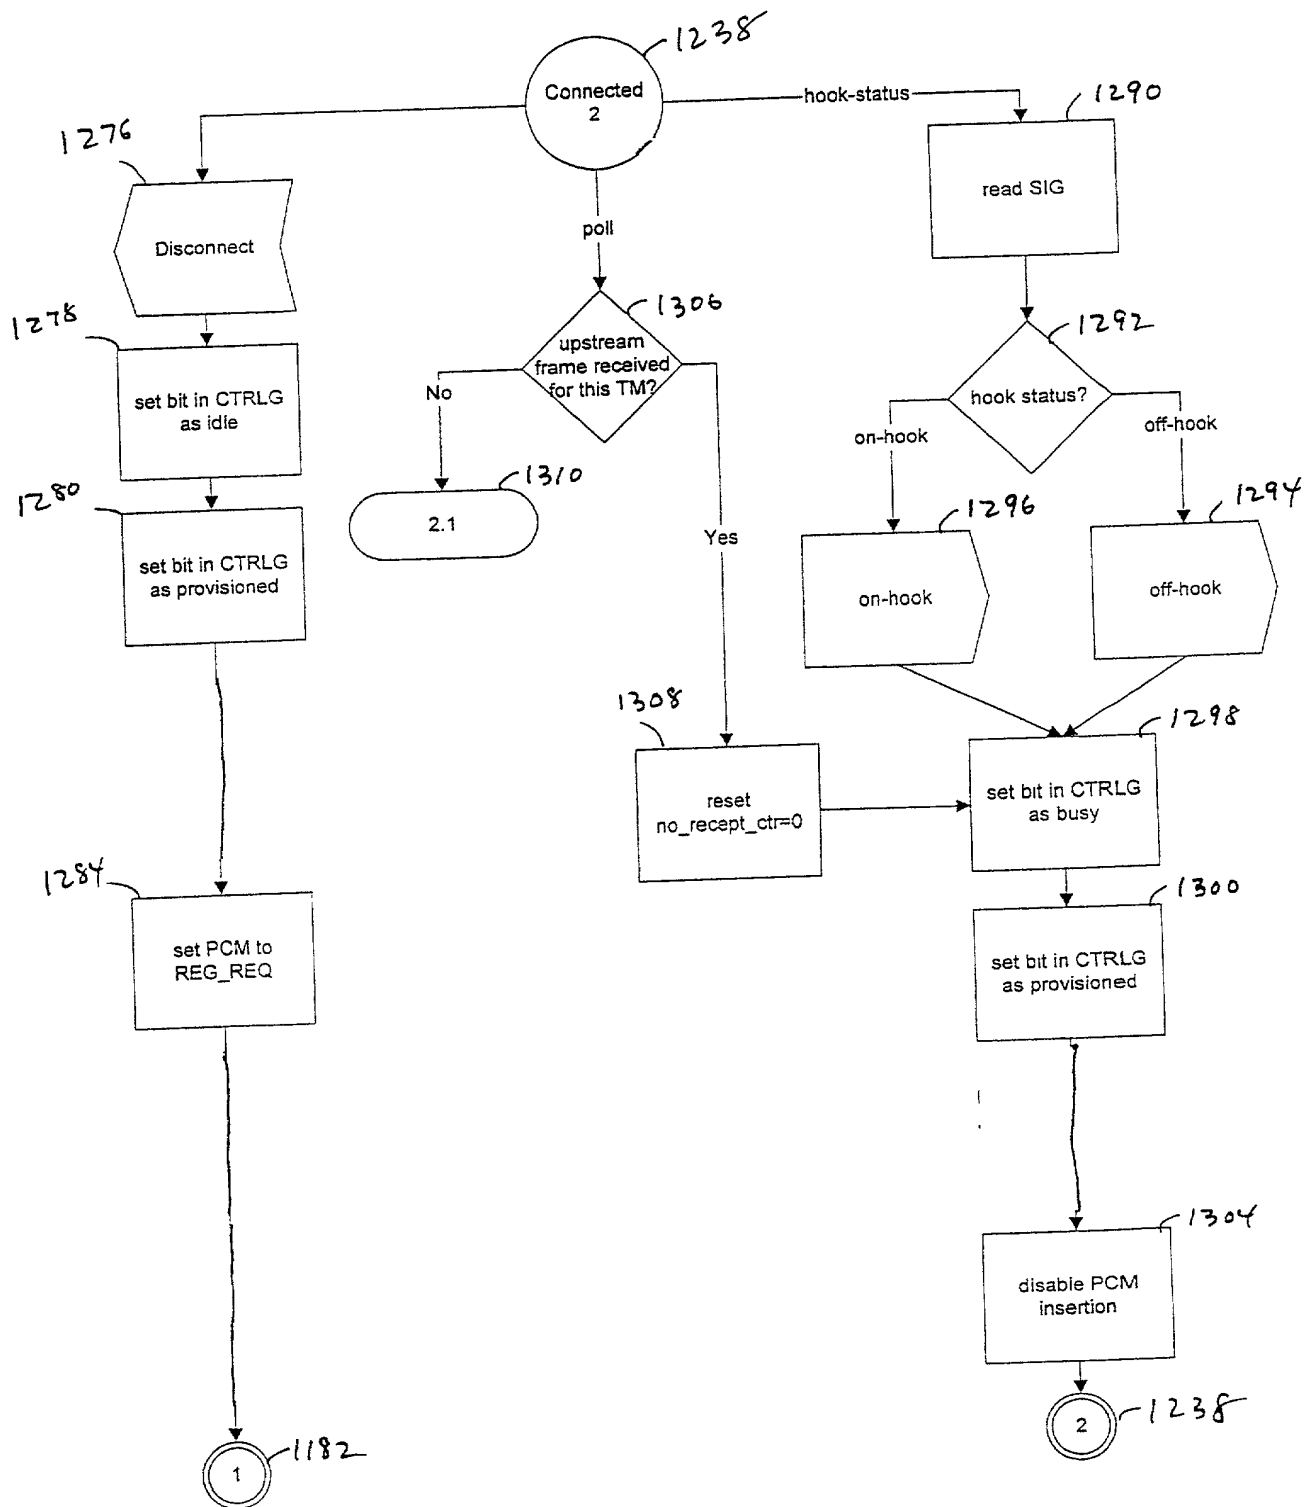 1238
Connected
2
hook-status
1290
1276
read SIG
poll
Disconnect
1306
1278
1292
upstream
frame received
for this TM?
No
hook status?
set bit in CTRLG
as idle
on-hook
off-hook
1310
1280
1296
1294
2.1
Yes
set bit in CTRLG
as provisioned
on-hook
off-hook
1308
1298
reset
no_recept_ctr=0
set bit in CTRLG
as busy
1284
1300
set PCM to
REG_REQ
set bit in CTRLG
as provisioned
1304
disable PCM
insertion
2
1238
1
1182